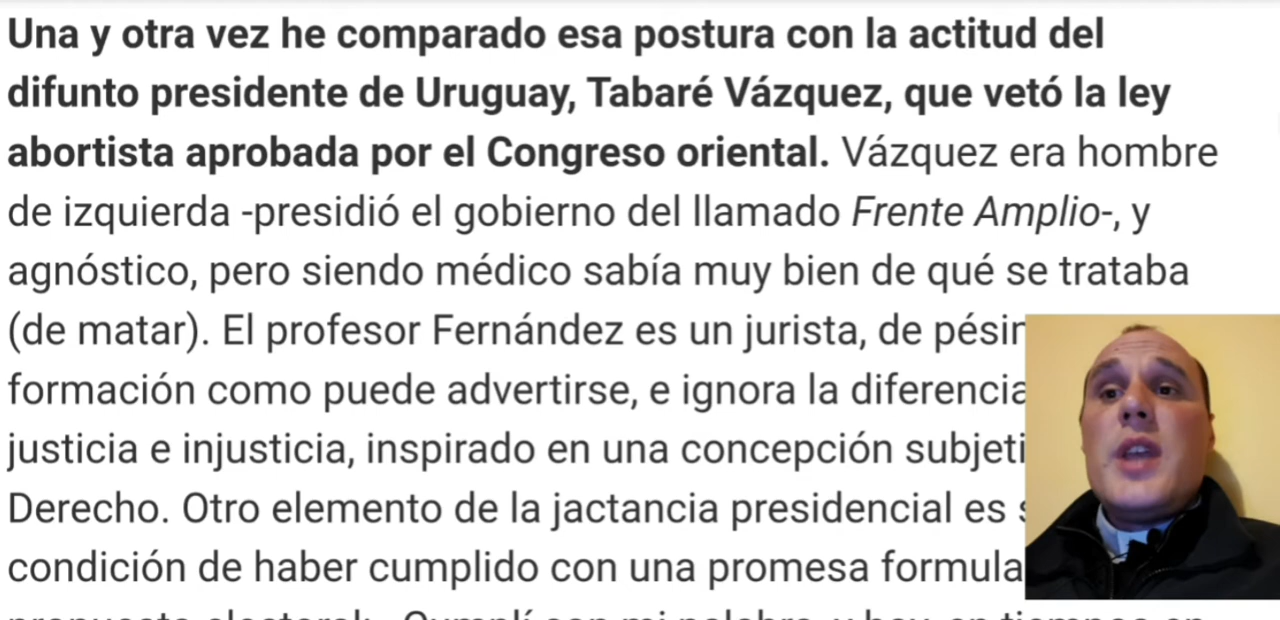 Una y otra vez he comparado esa postura con la actitud del
difunto presidente de Uruguay, Tabaré Vázquez, que vetó la ley
abortista aprobada por el Congreso oriental. Vázquez era hombre
de izquierda -presidió el gobierno del llamado Frente Amplio-, y
agnóstico, pero siendo médico sabía muy bien de qué se trataba
(de matar). El profesor Fernández es un jurista, de
formación como puede advertirse, e ignora la diferencia
justicia e injusticia, inspirado en una concepción
Derecho. Otro elemento de la jactancia presidencial es
condición de haber cumplido con una promesa